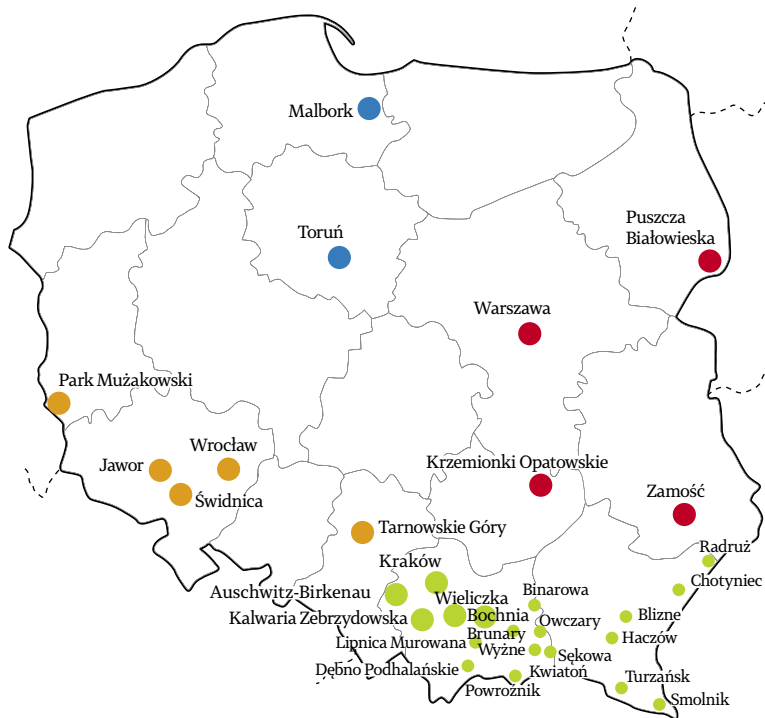 Malbork
Puszcza
Białowieska
Toruń
Warszawa
Park Mużakowski
Wrocław
Jawor
Krzemionki Opatowskie
Świdnica
Zamość
Tarnowskie Góry
Radruż
Kraków
Chotyniec
Auschwitz-Birkenau
Wieliczka
Binarowa
Kalwaria Zebrzydowska
Bochnia
Owczary
Blizne
Brunary
Wyżne
Haczów
Lipnica Murowana
Sękowa
Dębno Podhalańskie
Kwiatoń
Turzańsk
Powroźnik
Smolnik